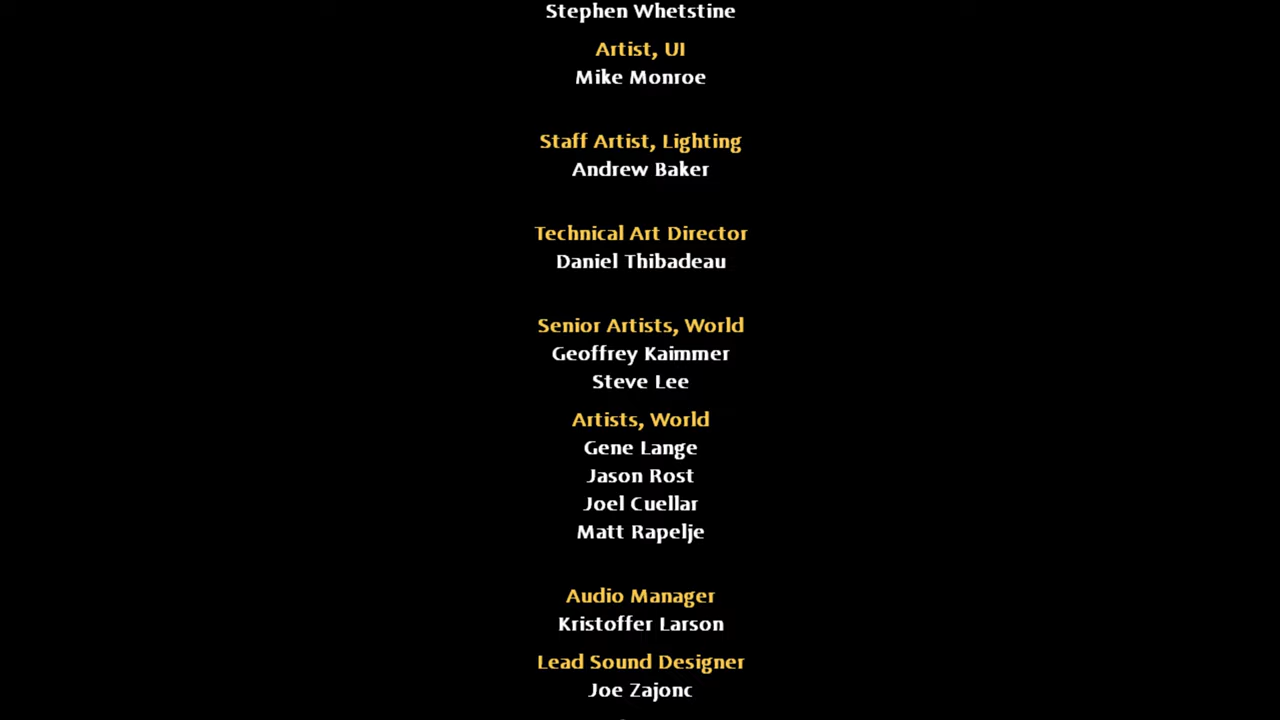 Stephen Whetstine
Artist, UI
Mike Monroe
Staff Artist, Lighting
Andrew Baker
Technical Art Director
Daniel Thibadeau
Senior Artists, World
Geoffrey Kaimmer
Steve Lee
Artists, World
Gene Lange
Jason Rost
Joel Cuellar
Matt Rapelje
Audio Manager
Kristoffer Larson
Lead Sound Designer
Joe Zajonc